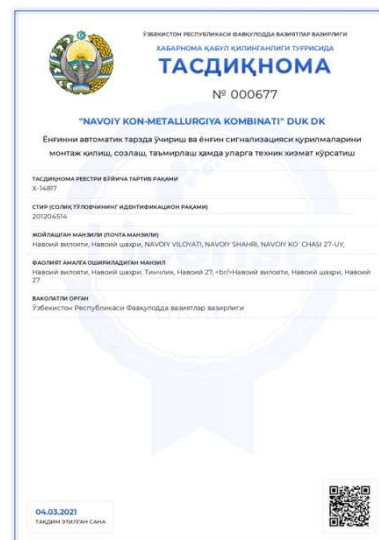 ЎЗБЕКИСТОН РЕСПУБЛИКАСИ ФАВҚУЛОДДА ВАЗИЯТЛАР ВАЗИРЛИГИ
ХАБАРНОМА ҚАБУЛ ҚИЛИНГАНЛИГИ ТУҒРИСИДА
ТАСДИҚНОМА
№ 000677
"NAVOIY KON-METALLURGIYA KOMBINATI" DUK DK
Ёнғинни автоматик тарзда ўчириш ва ёнғин сигнализацияси қурилмаларини
монтаж қилиш, созлаш, таъмирлаш ҳамда уларга техник хизмат кўрсатиш
ТАСДИҚНОМА РЕЕСТРИ БЎЙИЧА ТАРТИБ РАҚАМИ
X-14817
СТИР (СОЛИҚ ТЎЛОВЧИНИНГ ИДЕНТИФИКАЦИОН РАҚАМИ)
201204514
ЖОЙЛАШГАН МАНЗИЛИ (ПОЧТА МАНЗИЛИ)
Навоий вилояти, Навоий шаҳри, NAVOIY VILOYATI, NAVOIY SHAHRI, NAVOIY KO`CHASI 27-UY,
ФАОЛИЯТ АМАЛГА ОШИРИЛАДИГАН МАНЗИЛ
Навоий вилояти, Навоий шаҳри, Тинчлик, Навоий 27, <br/>Навоий вилояти, Навоий шаҳри, Навоий
27
ВАКОЛАТЛИ ОРГАН
Ўзбекистон Республикаси Фавқулодда вазиятлар вазирлиги
04.03.2021
ТАҚДИМ ЭТИЛГАН САНА